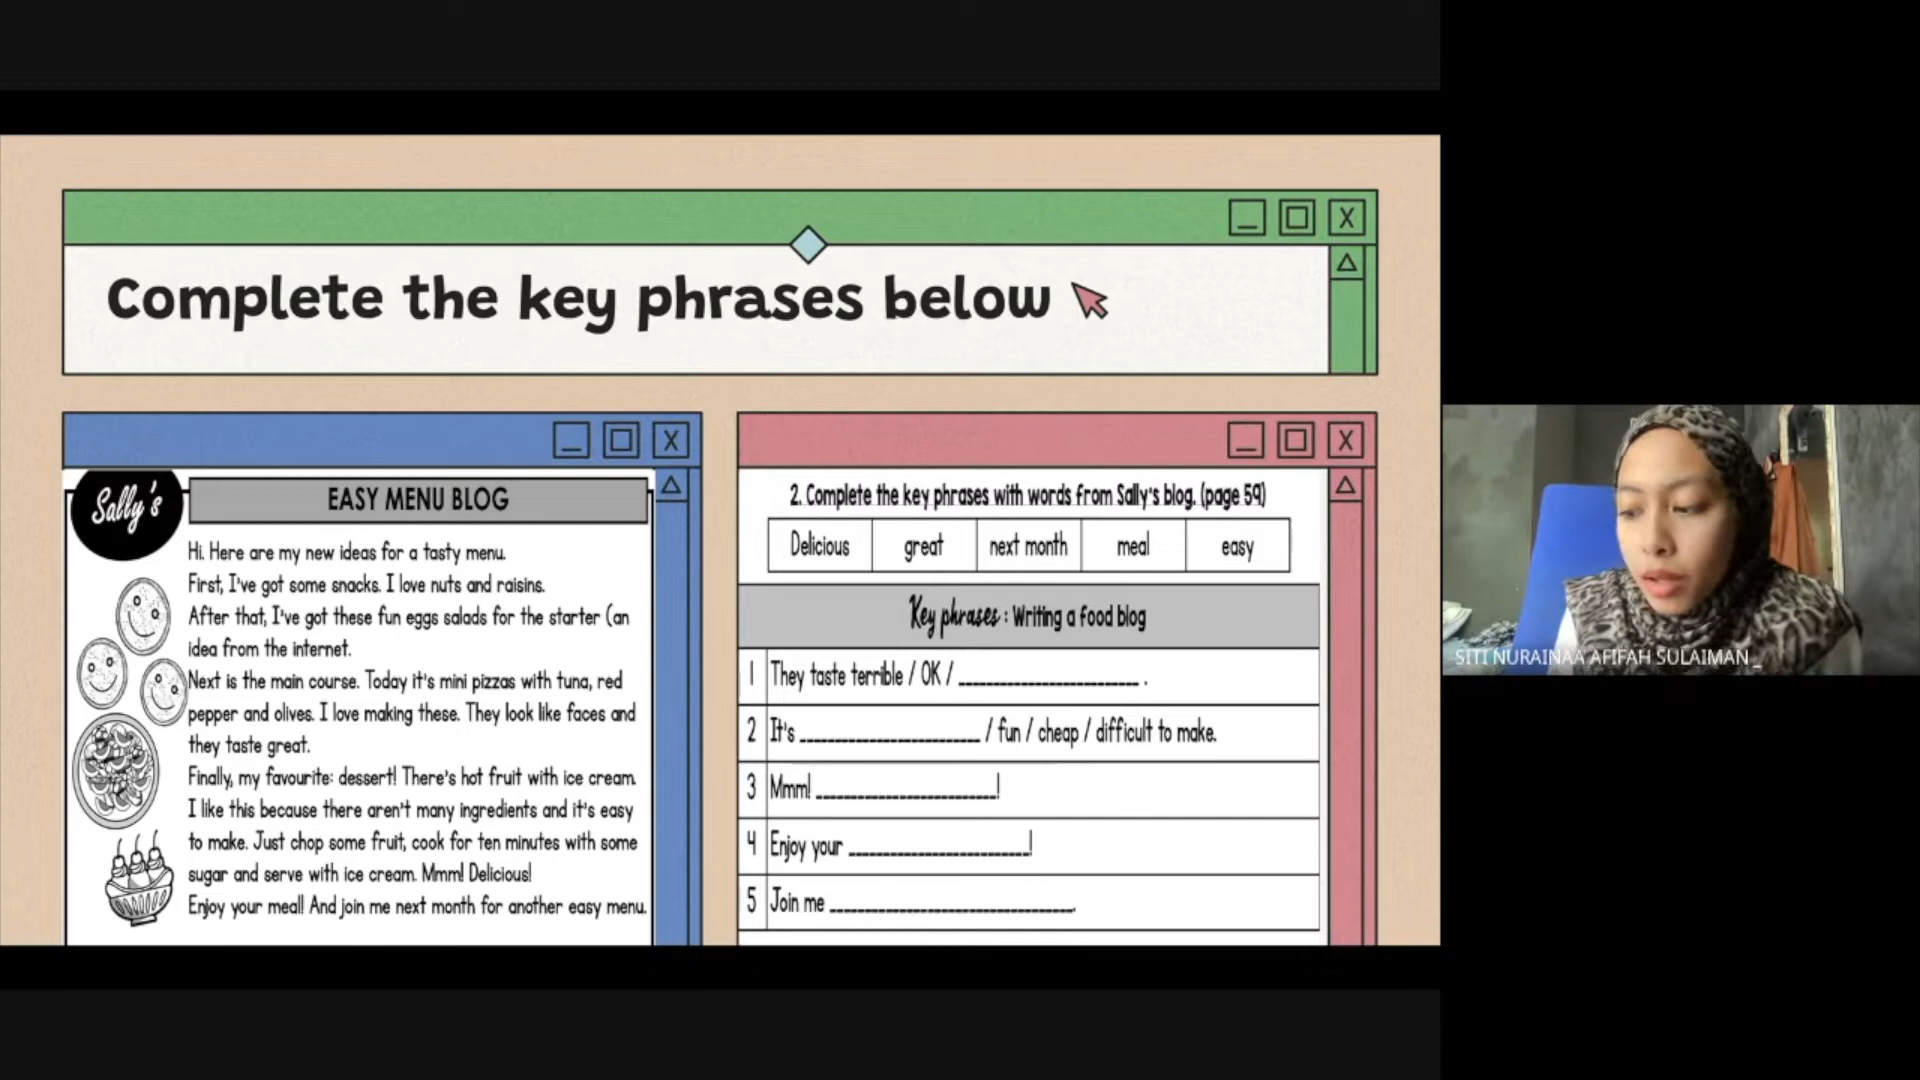 Complete the key phrases below
Sally's
EASY MENU BLOG
Hi. Here are my new ideas for a tasty menu.
First, I've got some snacks. I love nuts and raisins.
After that, I've got these fun eggs salads for the starter (an
idea from the internet.
Next is the main course. Today it's mini pizzas with tuna, red
pepper and olives. I love making these. They look like faces and
they taste great.
Finally, my favourite: dessert! There's hot fruit with ice cream.
I like this because there aren't many ingredients and it's easy
to make. Just chop some fruit, cook for ten minutes with some
sugar and serve with ice cream. Mmm! Delicious!
Enjoy your meal! And join me next month for another easy menu.
2. Complete the key phrases with words from Sally's blog. (page 59)
Delicious great next month meal easy
Key phrases : Writing a food blog
1 They taste terrible / OK / ______________________ .
2 It's ______________________ / fun / cheap / difficult to make.
3 Mmm! ______________________!
4 Enjoy your ______________________!
5 Join me ______________________________.
SITI NURAINAA AFIFAH SULAIMAN _